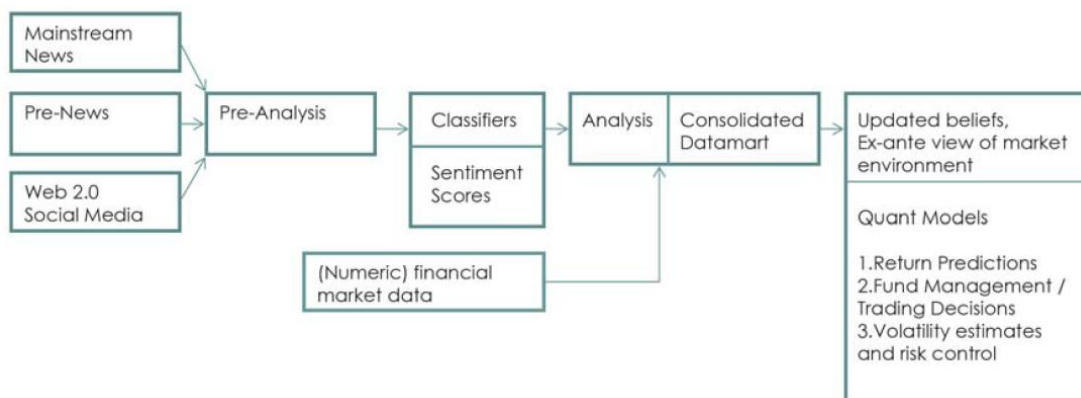 Mainstream
News
Pre-News
Web 2.0
Social Media
Pre-Analysis
Classifiers
Sentiment
Scores
(Numeric) financial
market data
Analysis
Consolidated
Datamart
Updated beliefs,
Ex-ante view of market
environment
Quant Models
1.Return Predictions
2.Fund Management /
Trading Decisions
3.Volatility estimates
and risk control